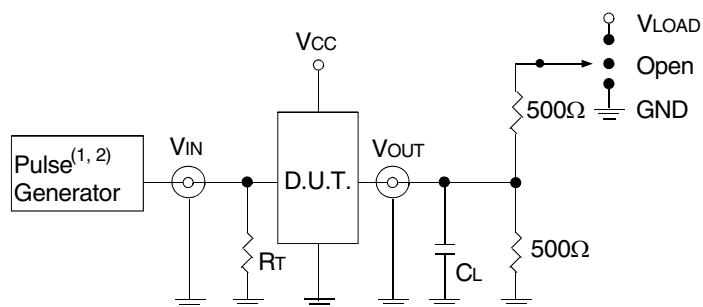 VLOAD
VCC
Open
500Ω
GND
VIN
VOUT
Pulse(1, 2)
Generator
D.U.T.
500Ω
RT
CL